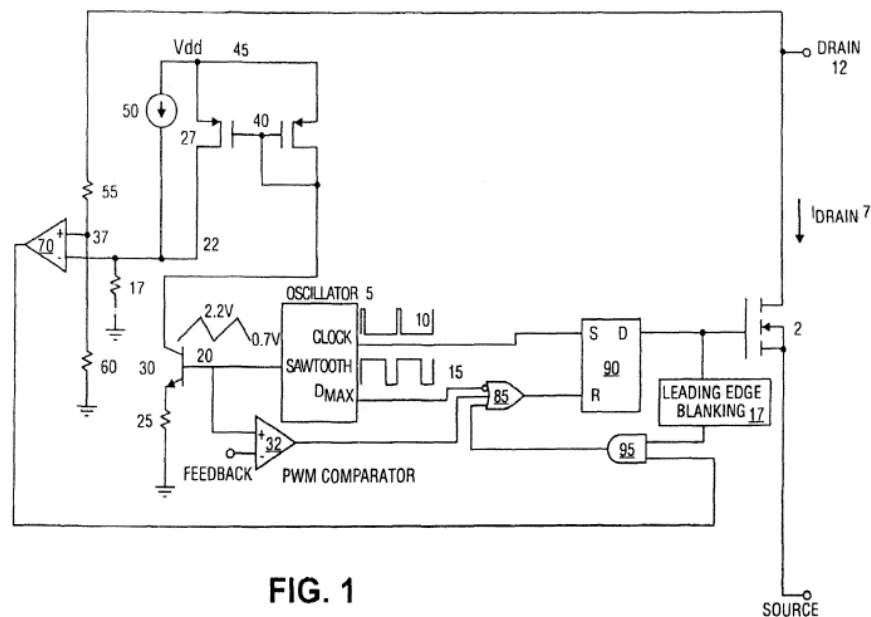 Vdd 45
DRAIN
12
50
40
27
55
IDRAIN 7
+
70
-
37
22
17
OSCILLATOR 5
2.2V
0.7V
CLOCK
10
S D
2
20
SAWTOOTH
15
60
30
DMAX
85
90
R
LEADING EDGE
BLANKING 17
25
+
32
-
95
FEEDBACK
PWM COMPARATOR
FIG. 1
SOURCE